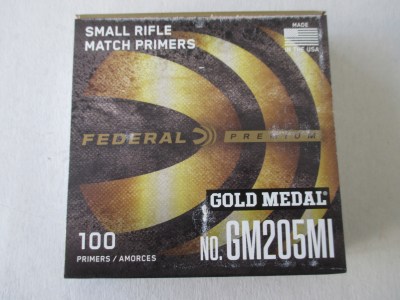 SMALL RIFLE
MATCH PRIMERS
MADE
IN THE USA
FEDERAL PREMIUM
GOLD MEDAL®
100
PRIMERS / AMORCES
NO. GM205MI